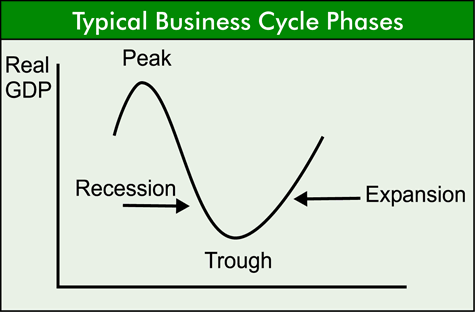 Typical Business Cycle Phases
Real
GDP
Peak
Recession
Expansion
Trough